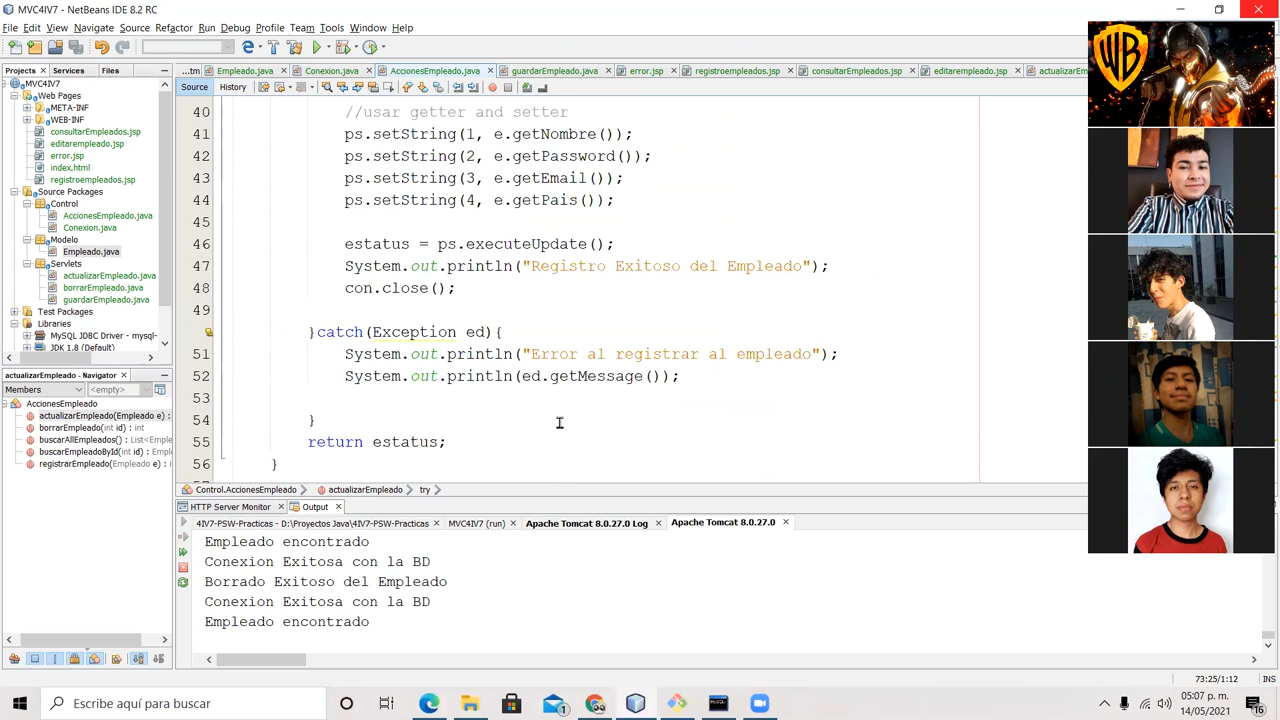 MVC4IV7 - NetBeans IDE 8.2 RC
File Edit View Navigate Source Refactor Run Debug Profile Team Tools Window Help
Projects Services Files
...tm Empleado.java Conexion.java AccionesEmpleado.java guardarEmpleado.java error.jsp registroempleados.jsp consultarEmpleados.jsp editarempleado.jsp actualizarEm
MVC4IV7
Web Pages
META-INF
WEB-INF
consultarEmpleados.jsp
editarempleado.jsp
error.jsp
index.html
registroempleados.jsp
Source Packages
Control
AccionesEmpleado.java
Conexion.java
Modelo
Empleado.java
Servlets
actualizarEmpleado.java
borrarEmpleado.java
guardarEmpleado.java
Test Packages
Libraries
MySQL JDBC Driver - mysql-
JDK 1.8 (Default)
Source History
40 //usar getter and setter
41 ps.setString(1, e.getNombre());
42 ps.setString(2, e.getPassword());
43 ps.setString(3, e.getEmail());
44 ps.setString(4, e.getPais());
45
46 estatus = ps.executeUpdate();
47 System.out.println("Registro Exitoso del Empleado");
48 con.close();
49
}catch(Exception ed){
51 System.out.println("Error al registrar al empleado");
52 System.out.println(ed.getMessage());
53
54 }
55 return estatus;
56 }
Control.AccionesEmpleado actualizarEmpleado try
actualizarEmpleado - Navigator
Members <empty>
AccionesEmpleado
actualizarEmpleado(Empleado e) :
borrarEmpleado(int id) : int
buscarAllEmpleados() : List<Emple
buscarEmpleadoById(int id) : Emple
registrarEmpleado(Empleado e) : i
HTTP Server Monitor Output
4IV7-PSW-Practicas - D:\Proyectos Java\4IV7-PSW-Practicas MVC4IV7 (run) Apache Tomcat 8.0.27.0 Log Apache Tomcat 8.0.27.0
Empleado encontrado
Conexion Exitosa con la BD
Borrado Exitoso del Empleado
Conexion Exitosa con la BD
Empleado encontrado
73:25/1:12 INS
WB
Escribe aquí para buscar
1
05:07 p. m.
14/05/2021
16